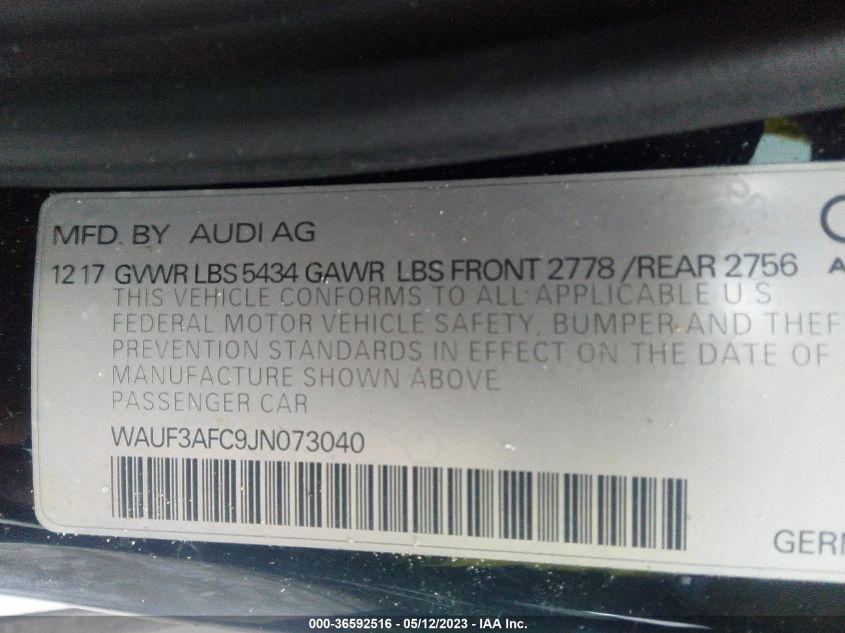 MFD. BY AUDI AG
12 17 GVWR LBS 5434 GAWR LBS FRONT 2778 /REAR 2756
THIS VEHICLE CONFORMS TO ALL APPLICABLE U.S.
FEDERAL MOTOR VEHICLE SAFETY, BUMPER AND THEF
PREVENTION STANDARDS IN EFFECT ON THE DATE OF
MANUFACTURE SHOWN ABOVE
PASSENGER CAR
WAUF3AFC9JN073040
GERM
000-36592516 - 05/12/2023 - IAA Inc.